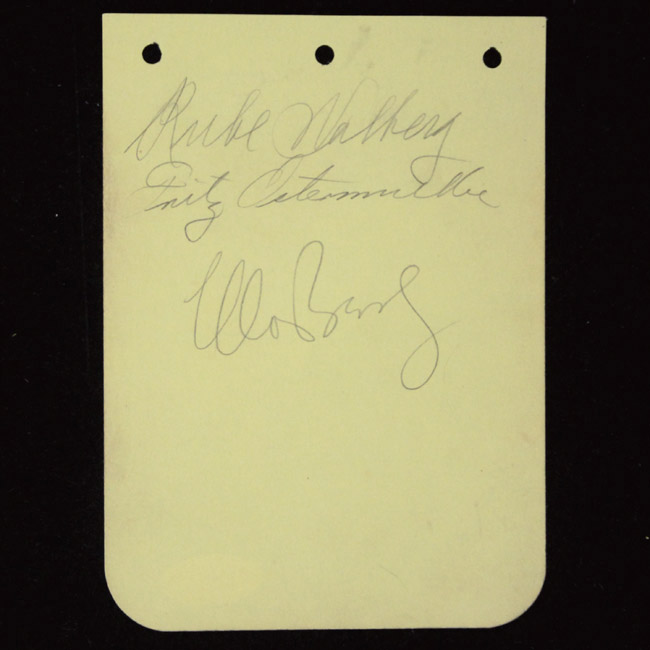 Rube Walberg
Fritz Ostermueller
Moe Berg